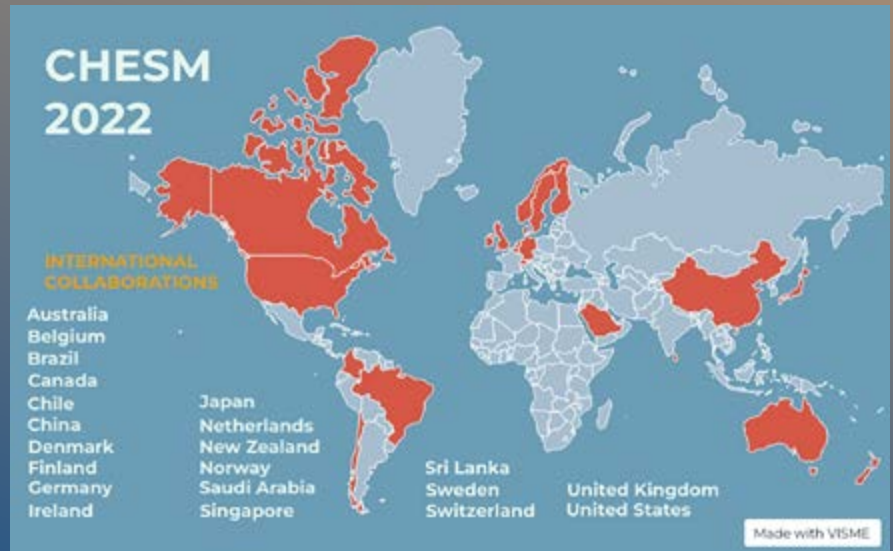 CHESM
2022
INTERNATIONAL
COLLABORATIONS
Australia
Belgium
Brazil
Canada
Chile
China
Denmark
Finland
Germany
Ireland
Japan
Netherlands
New Zealand
Norway
Saudi Arabia
Singapore
Sri Lanka
Sweden
Switzerland
United Kingdom
United States
Made with VISME